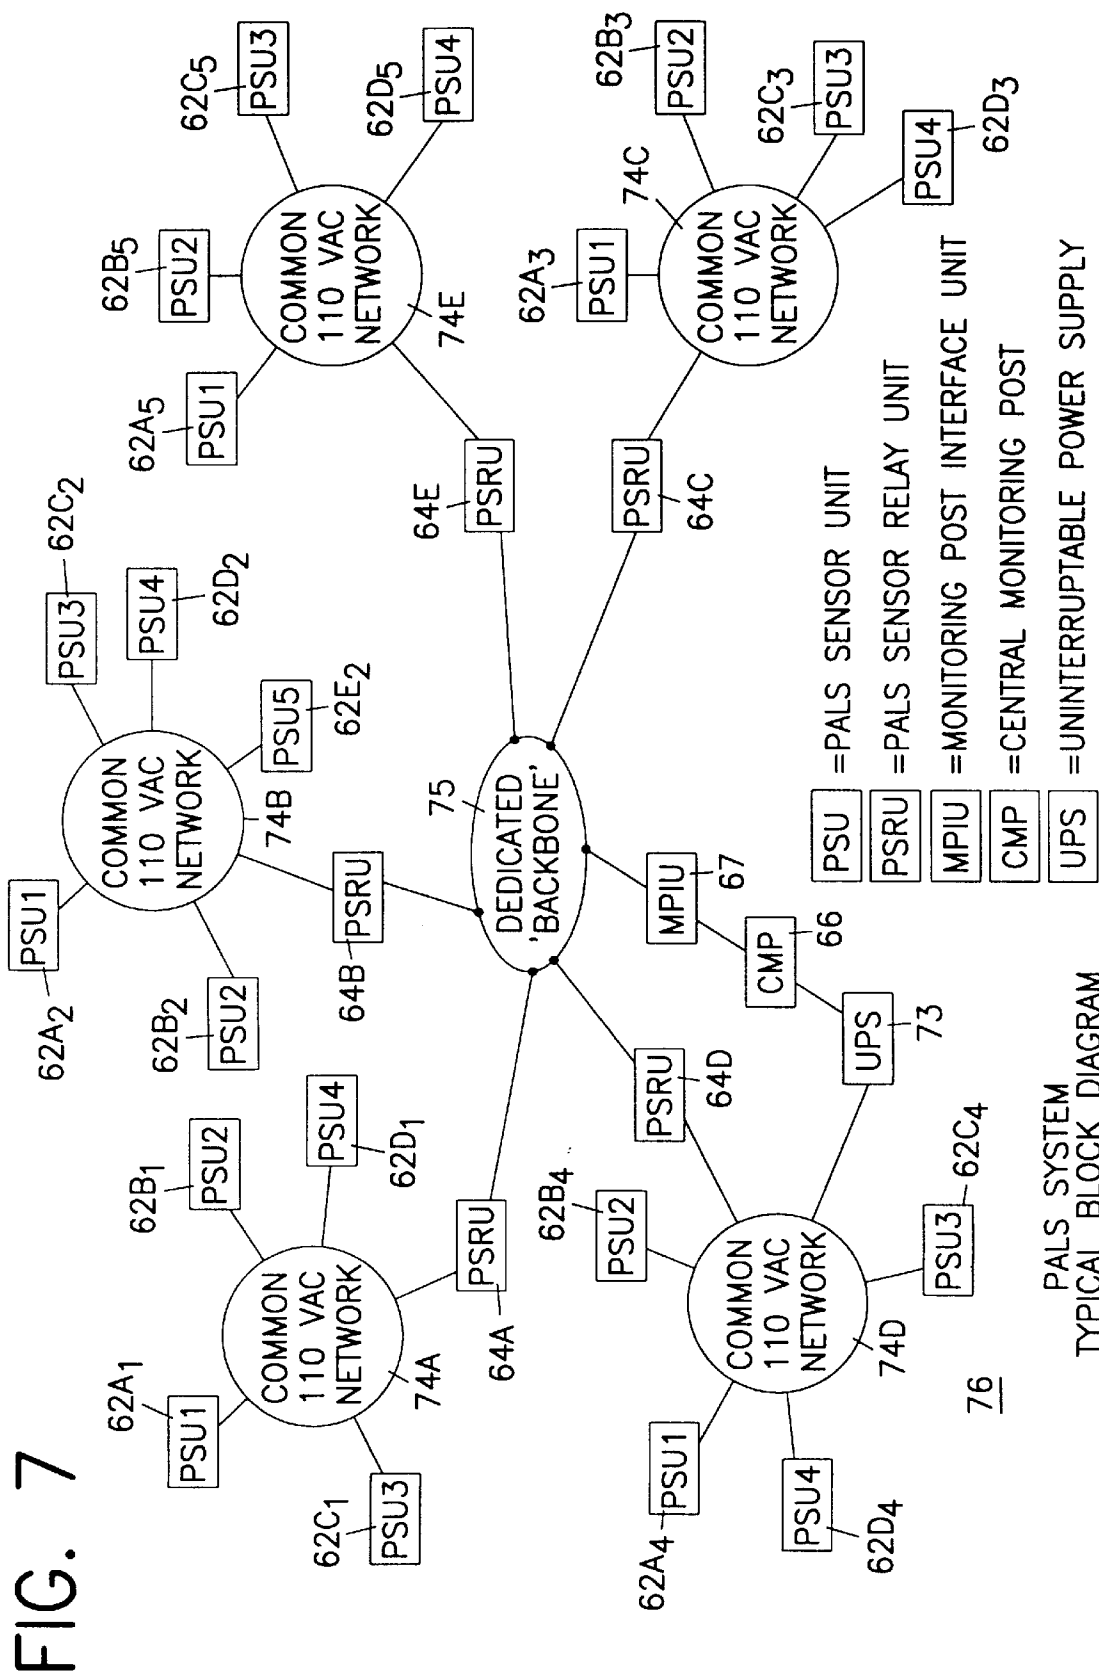 FIG. 7
62A1
PSU1
62B1
PSU2
PSU4
62D1
62C1
PSU3
COMMON
110 VAC
NETWORK
74A
PSRU
64A
62A2
PSU1
62B2
PSU2
COMMON
110 VAC
NETWORK
74B
PSU3
62C2
PSU4
62D2
PSU5
62E2
64B
PSRU
62A5
PSU1
62B5
PSU2
62C5
PSU3
62D5
PSU4
COMMON
110 VAC
NETWORK
74E
64E
PSRU
75
DEDICATED
'BACKBONE'
62A3
PSU1
62B3
PSU2
62C3
PSU3
PSU4
62D3
74C
COMMON
110 VAC
NETWORK
PSRU
64C
62A4
PSU1
62B4
PSU2
PSU3
62C4
PSU4
62D4
COMMON
110 VAC
NETWORK
74D
PSRU
64D
MPIU
67
CMP
66
UPS
73
76
PSU =PALS SENSOR UNIT
PSRU =PALS SENSOR RELAY UNIT
MPIU =MONITORING POST INTERFACE UNIT
CMP =CENTRAL MONITORING POST
UPS =UNINTERRUPTABLE POWER SUPPLY
PALS SYSTEM
TYPICAL BLOCK DIAGRAM